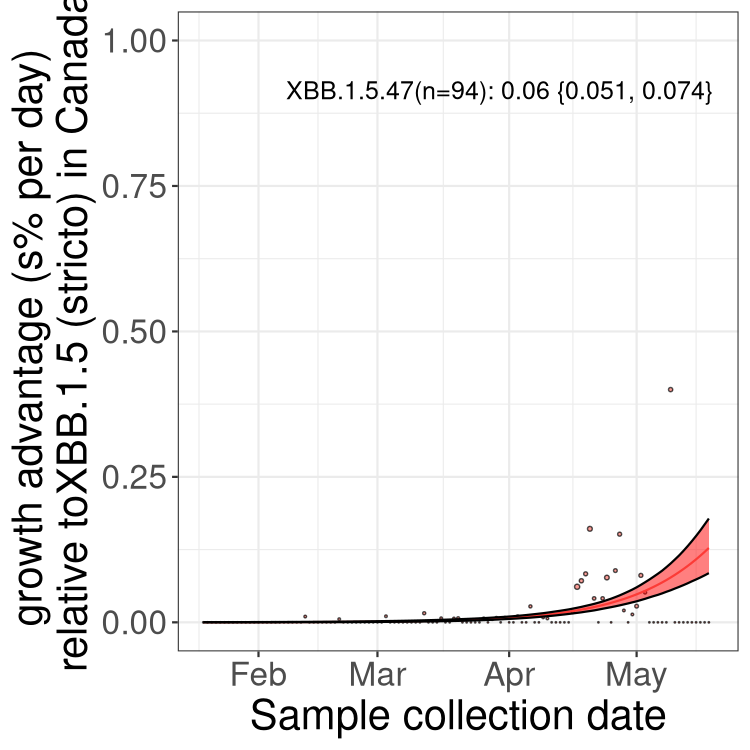 growth advantage (s% per day)
relative toXBB.1.5 (stricto) in Canada
1.00
0.75
0.50
0.25
0.00
XBB.1.5.47(n=94): 0.06 {0.051, 0.074}
Feb Mar Apr May
Sample collection date